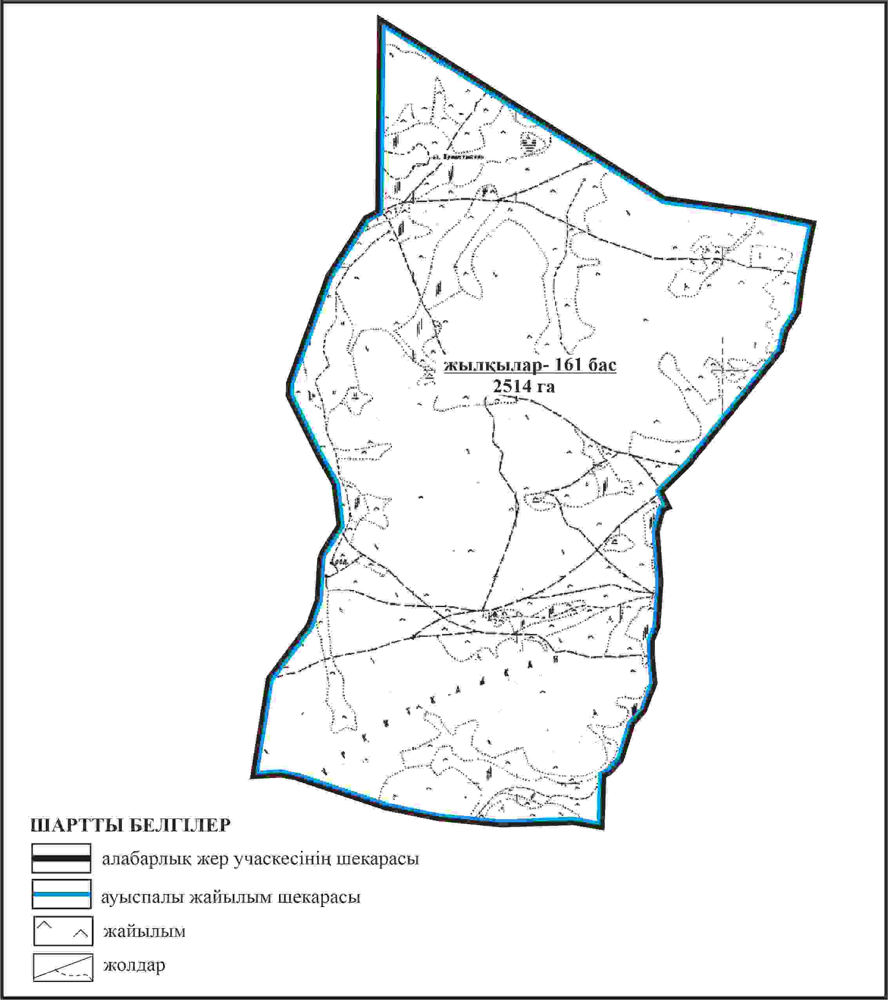 жылқылар- 161 бас
2514 га
ШАРТТЫ БЕЛГІЛЕР
алабарлық жер учаскесінің шекарасы
ауыспалы жайылым шекарасы
жайылым
жолдар